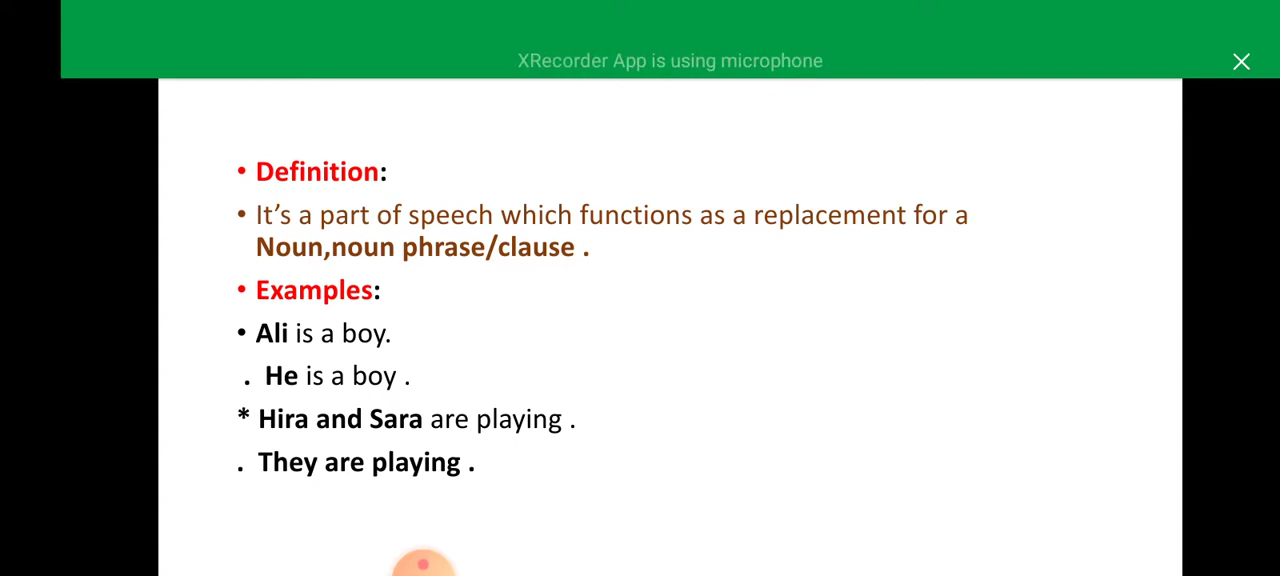 XRecorder App is using microphone
• Definition:
• It’s a part of speech which functions as a replacement for a
Noun,noun phrase/clause .
• Examples:
• Ali is a boy.
. He is a boy .
* Hira and Sara are playing .
. They are playing .